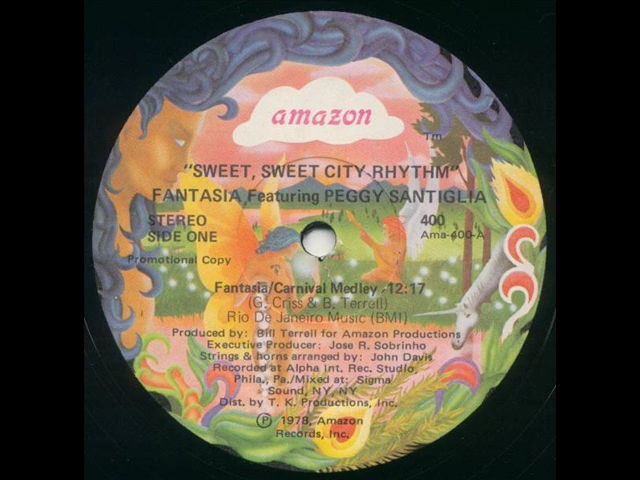 amazon
Tm
"SWEET, SWEET CITY RHYTHM"
FANTASIA Featuring PEGGY SANTIGLIA
STEREO 400
SIDE ONE Ama-400-A
Promotional Copy
Fantasia/Carnival Medley -12:17
(G. Criss & B. Terrell)
Rio De Janeiro Music (BMI)
Produced by: Bill Terrell for Amazon Productions
Executive Producer: Jose R. Sobrinho
Strings & horns arranged by: John Davis
Recorded at Alpha Int. Rec. Studio,
Phila., Pa./Mixed at: Sigma
Sound, NY, NY
Dist. by T. K. Productions, Inc.
Ⓟ 1978, Amazon
Records, Inc.